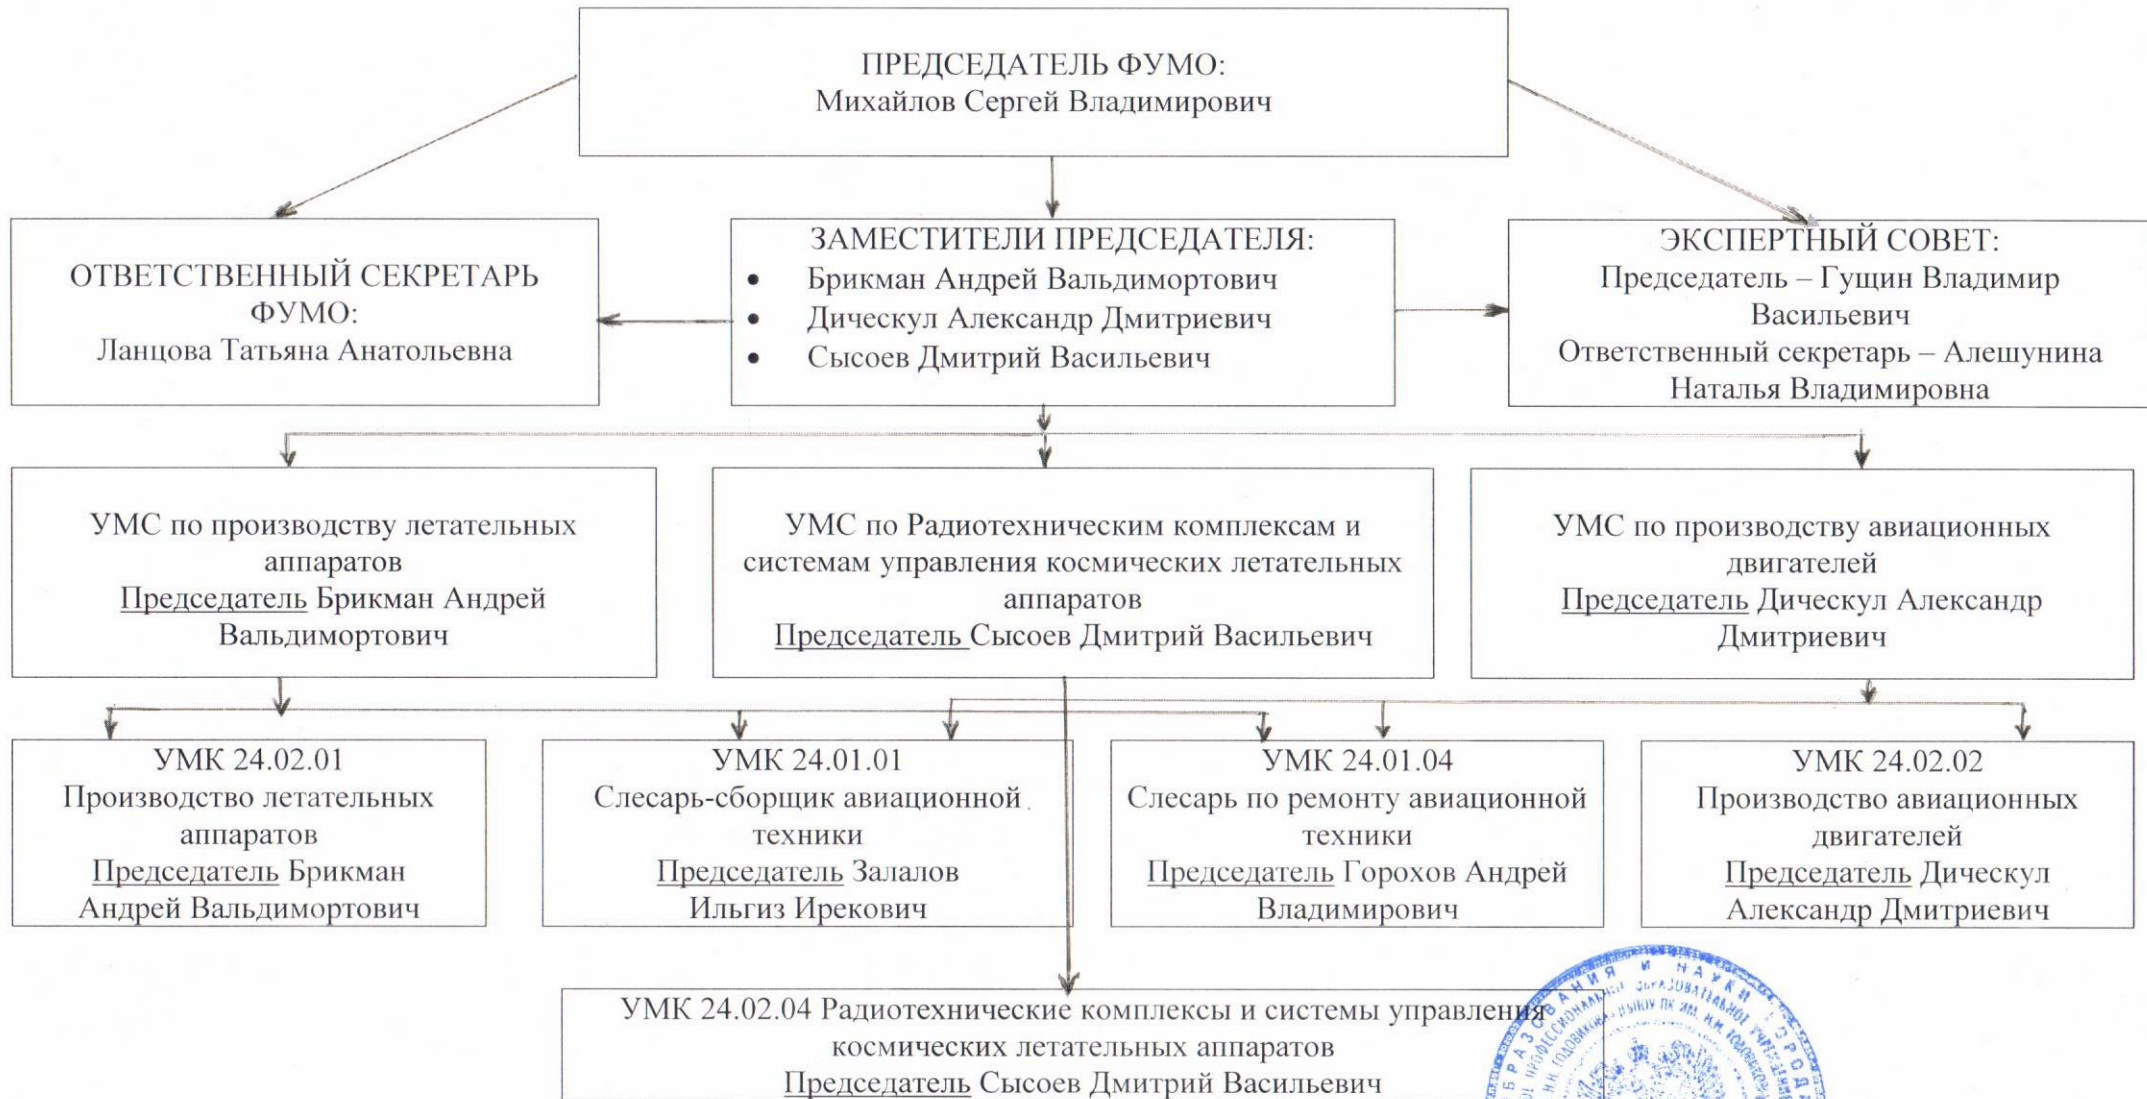 ПРЕДСЕДАТЕЛЬ ФУМО:
Михайлов Сергей Владимирович
ОТВЕТСТВЕННЫЙ СЕКРЕТАРЬ
ФУМО:
Ланцова Татьяна Анатольевна
ЗАМЕСТИТЕЛИ ПРЕДСЕДАТЕЛЯ:
• Брикман Андрей Вальдимортович
• Дическул Александр Дмитриевич
• Сысоев Дмитрий Васильевич
ЭКСПЕРТНЫЙ СОВЕТ:
Председатель – Гущин Владимир
Васильевич
Ответственный секретарь – Алешунина
Наталья Владимировна
УМС по производству летательных
аппаратов
Председатель Брикман Андрей
Вальдимортович
УМС по Радиотехническим комплексам и
системам управления космических летательных
аппаратов
Председатель Сысоев Дмитрий Васильевич
УМС по производству авиационных
двигателей
Председатель Дическул Александр
Дмитриевич
УМК 24.02.01
Производство летательных
аппаратов
Председатель Брикман
Андрей Вальдимортович
УМК 24.01.01
Слесарь-сборщик авиационной
техники
Председатель Залалов
Ильгиз Ирекович
УМК 24.01.04
Слесарь по ремонту авиационной
техники
Председатель Горохов Андрей
Владимирович
УМК 24.02.02
Производство авиационных
двигателей
Председатель Дическул
Александр Дмитриевич
УМК 24.02.04 Радиотехнические комплексы и системы управления
космических летательных аппаратов
Председатель Сысоев Дмитрий Васильевич
И НАУКИ ГОРОДА